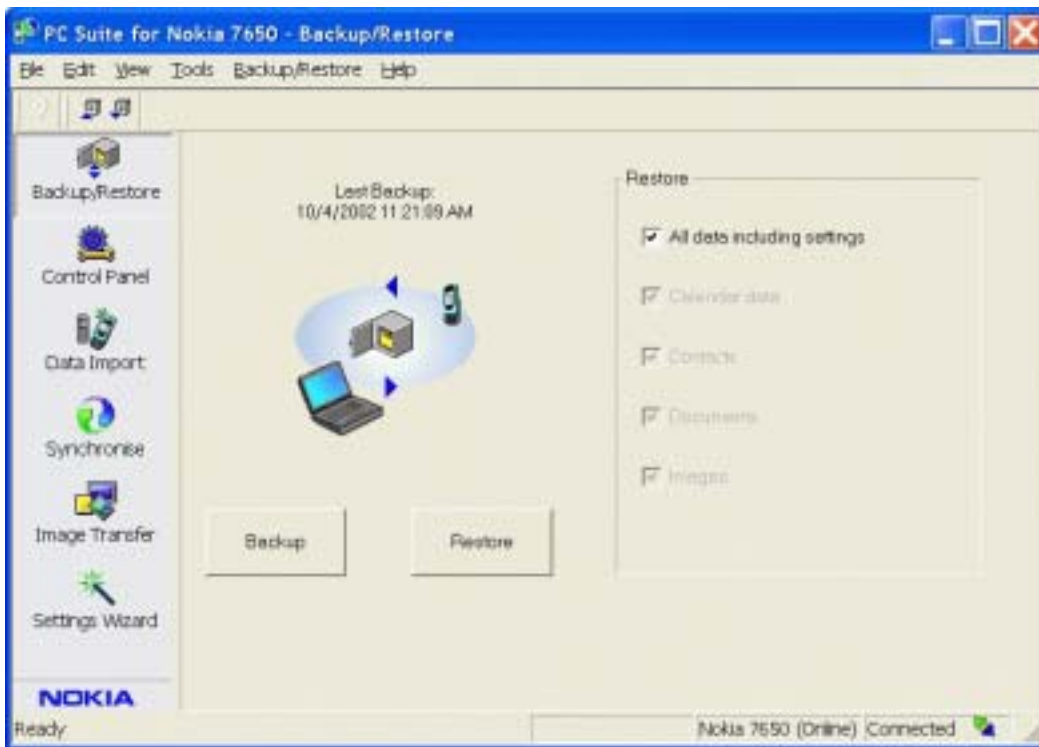 PC Suite for Nokia 7650 - Backup/Restore
File Edit View Tools Backup/Restore Help
Backup/Restore
Control Panel
Data Import
Synchronise
Image Transfer
Settings Wizard
NOKIA
Last Backup:
10/4/2002 11:21:09 AM
Backup
Restore
Restore
All data including settings
Calendar data
Contacts
Documents
Images
Ready
Nokia 7650 (Online) Connected